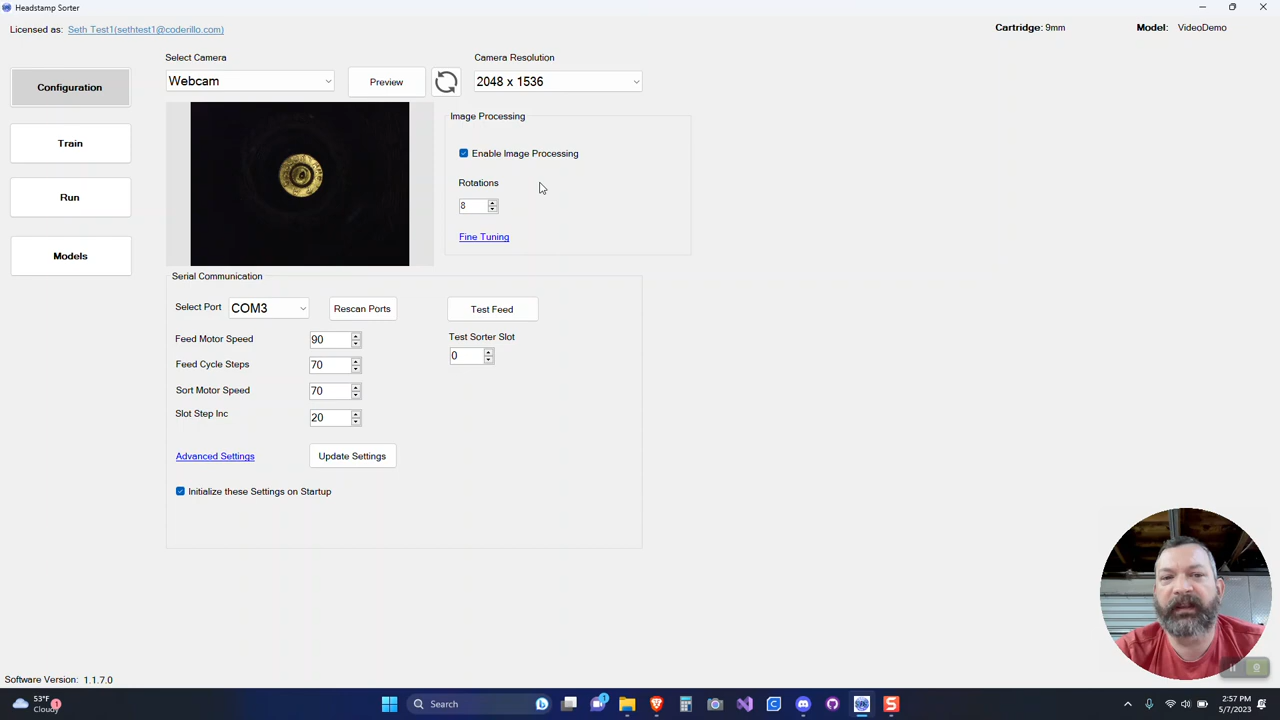 Headstamp Sorter
Licensed as: Seth Test1(sethtest1@coderillo.com)
Cartridge: 9mm
Model: VideoDemo
Select Camera
Camera Resolution
Webcam
Preview
2048 x 1536
Configuration
Train
Run
Models
Image Processing
Enable Image Processing
Rotations
8
Fine Tuning
Serial Communication
Select Port
COM3
Rescan Ports
Test Feed
Feed Motor Speed
90
Test Sorter Slot
0
Feed Cycle Steps
70
Sort Motor Speed
70
Slot Step Inc
20
Advanced Settings
Update Settings
Initialize these Settings on Startup
Software Version: 1.1.7.0
53°F
Cloudy
1
Search
1
2:57 PM
5/7/2023